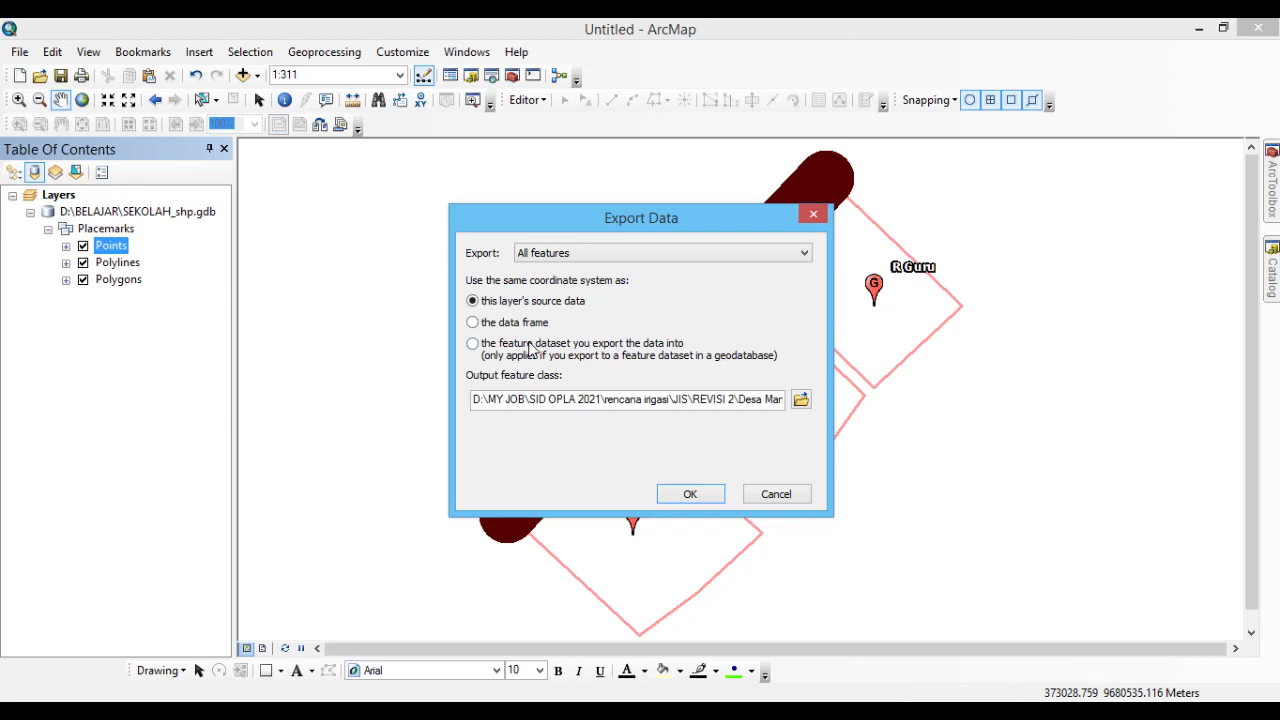 Untitled - ArcMap
File Edit View Bookmarks Insert Selection Geoprocessing Customize Windows Help
1:311
Editor
Snapping
100%
Table Of Contents
Layers
D:\BELAJAR\SEKOLAH_shp.gdb
Placemarks
Points
Polylines
Polygons
Export Data
Export: All features
Use the same coordinate system as:
this layer's source data
the data frame
the feature dataset you export the data into
(only applies if you export to a feature dataset in a geodatabase)
Output feature class:
D:\MY JOB\SID OPLA 2021\rencana irigasi\JIS\REVISI 2\Desa Mar
OK Cancel
G
R Guru
ArcToolbox
Catalog
Drawing
A
Arial 10 B I U A
373028.759 9680535.116 Meters